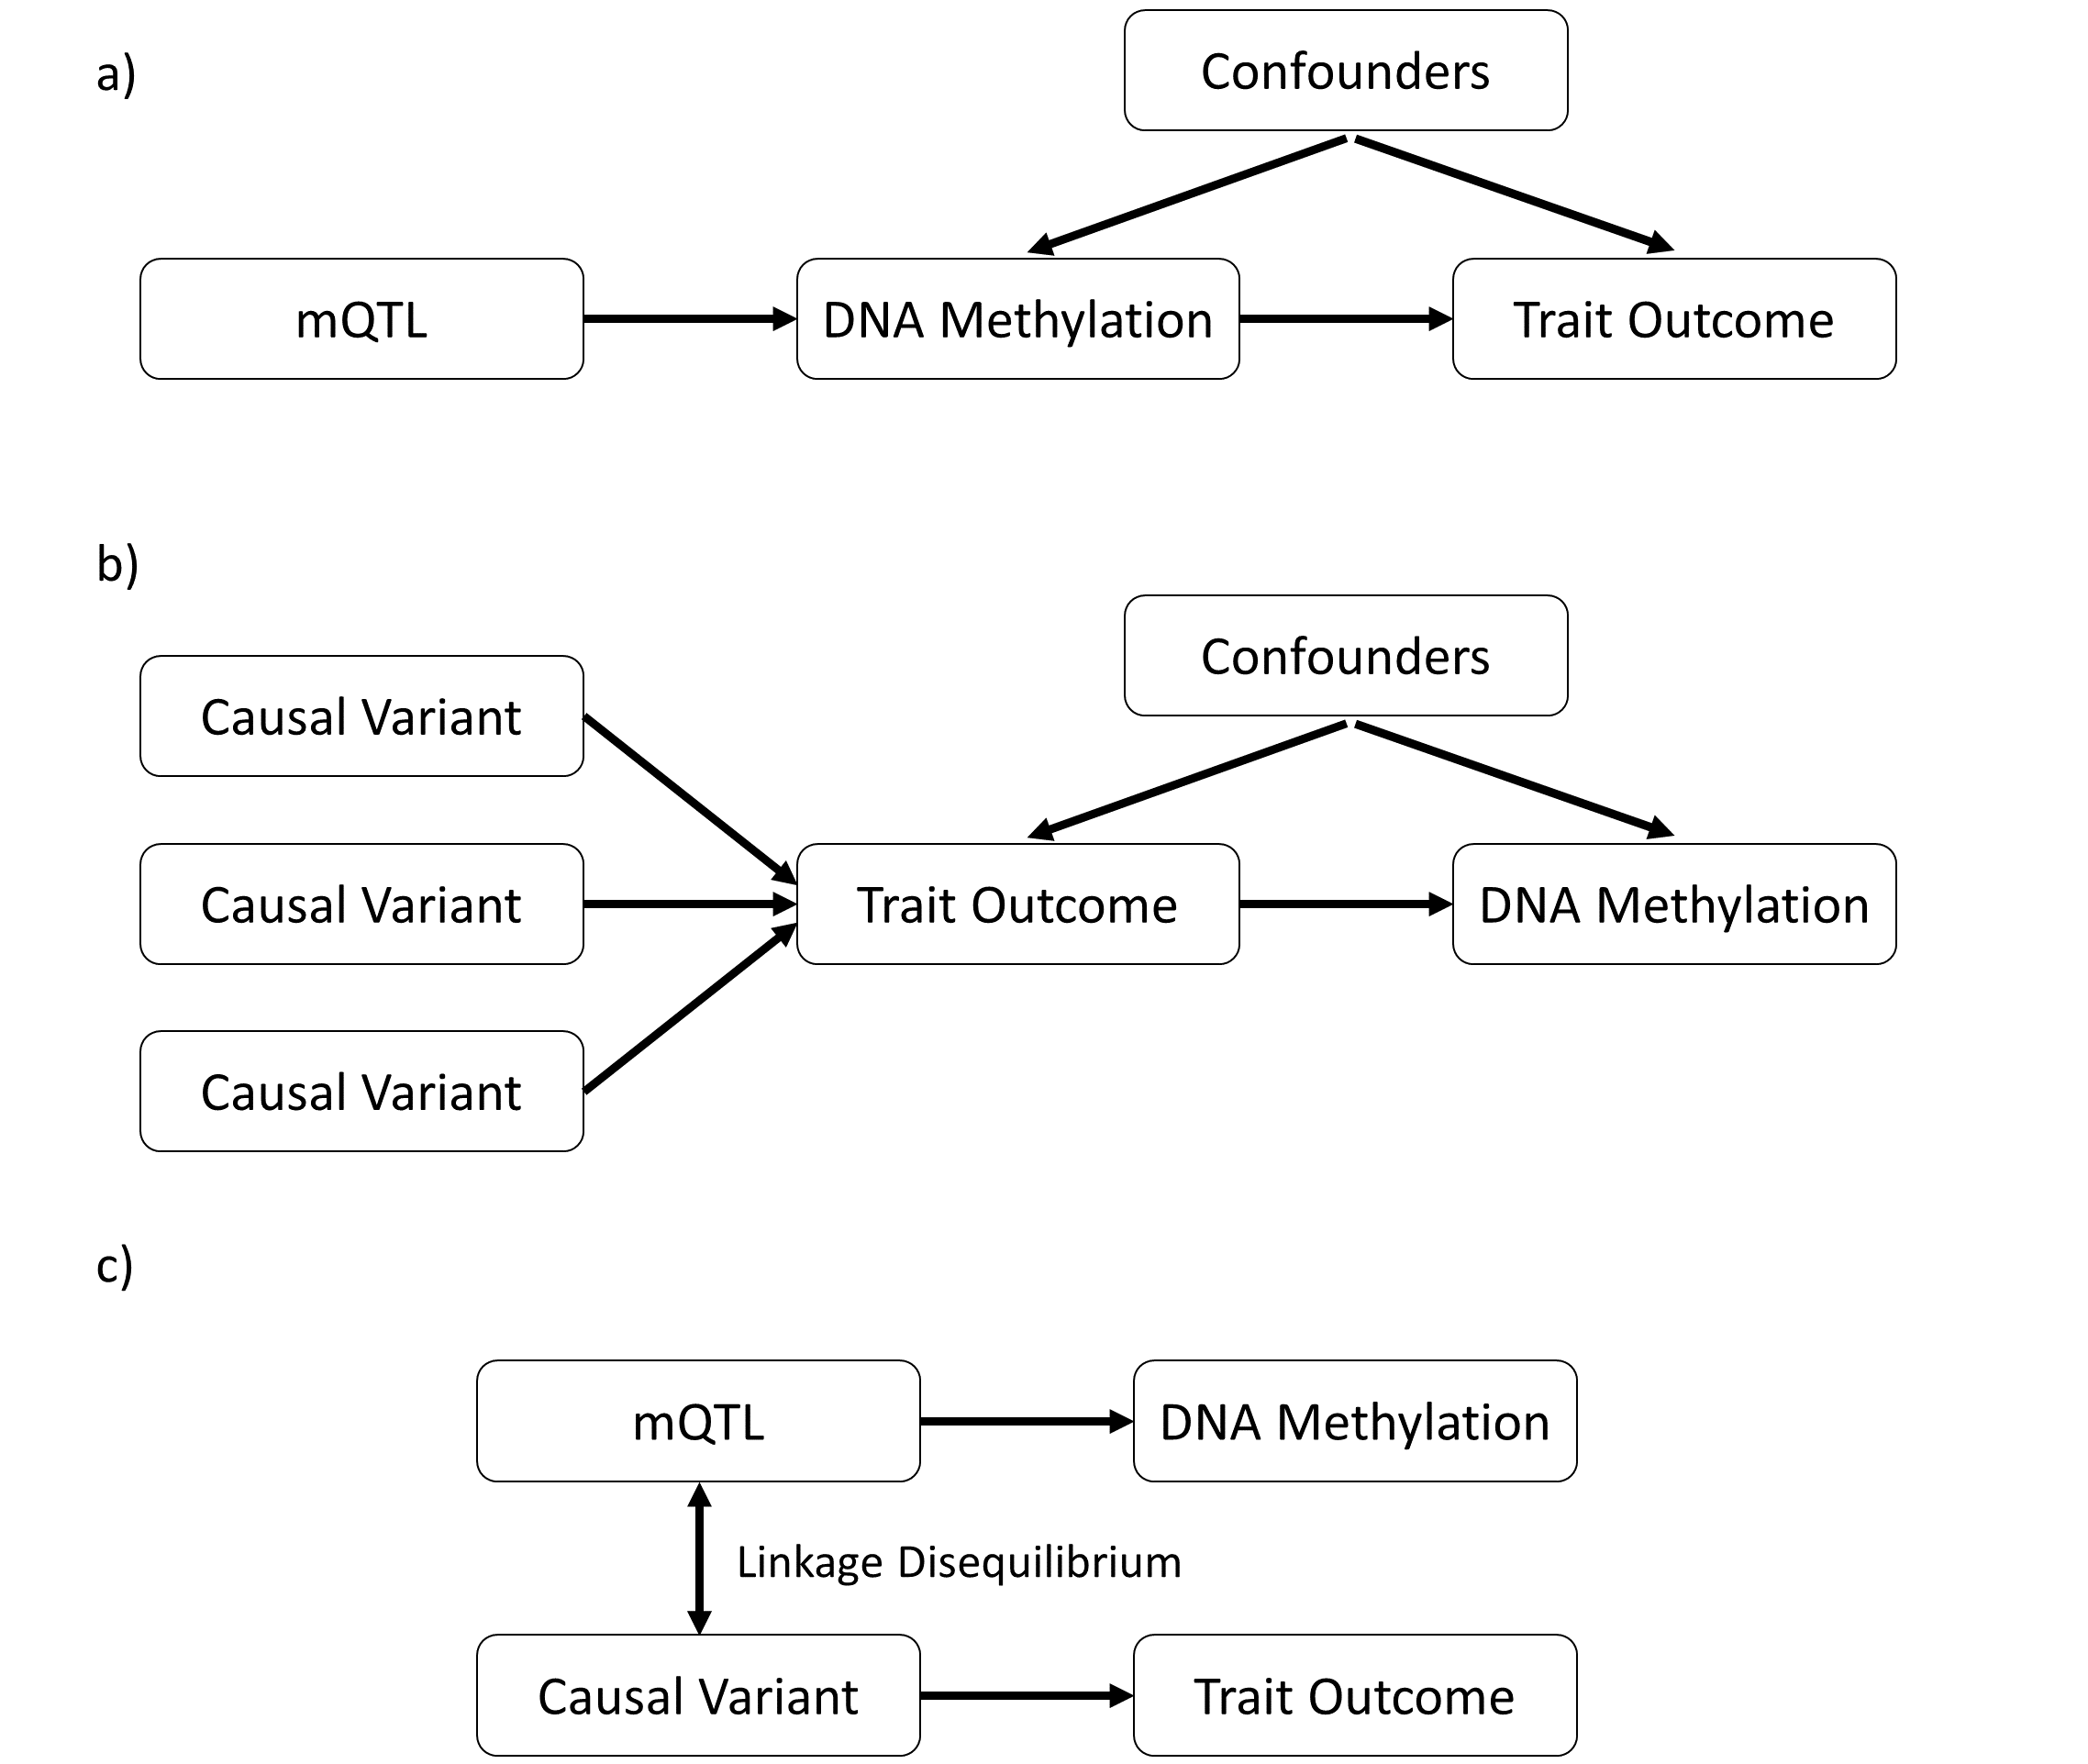 a)
Confounders
mQTL
DNA Methylation
Trait Outcome
b)
Confounders
Causal Variant
Causal Variant
Trait Outcome
DNA Methylation
Causal Variant
c)
mQTL
DNA Methylation
Linkage Disequilibrium
Causal Variant
Trait Outcome